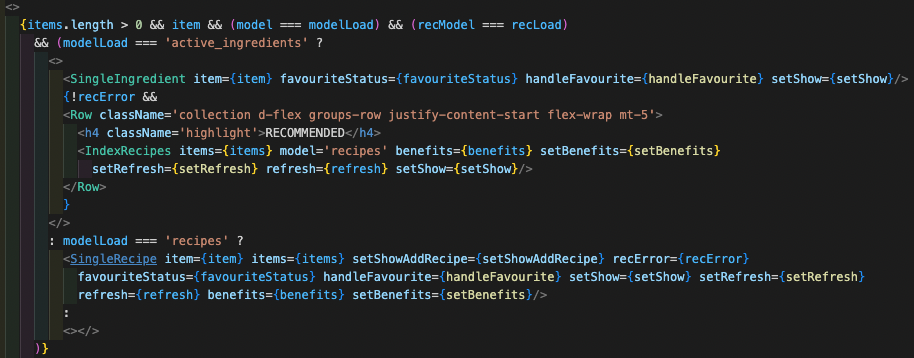 <>
{items.length > 0 && item && (model === modelLoad) && (recModel === recLoad)
&& (modelLoad === 'active_ingredients' ?
<>
<SingleIngredient item={item} favouriteStatus={favouriteStatus} handleFavourite={handleFavourite} setShow={setShow}/>
{!recError &&
<Row className='collection d-flex groups-row justify-content-start flex-wrap mt-5'>
<h4 className='highlight'>RECOMMENDED</h4>
<IndexRecipes items={items} model='recipes' benefits={benefits} setBenefits={setBenefits}
setRefresh={setRefresh} refresh={refresh} setShow={setShow}/>
</Row>
}
</>
: modelLoad === 'recipes' ?
<SingleRecipe item={item} items={items} setShowAddRecipe={setShowAddRecipe} recError={recError}
favouriteStatus={favouriteStatus} handleFavourite={handleFavourite} setShow={setShow} setRefresh={setRefresh}
refresh={refresh} benefits={benefits} setBenefits={setBenefits}/>
:
<></>
)}